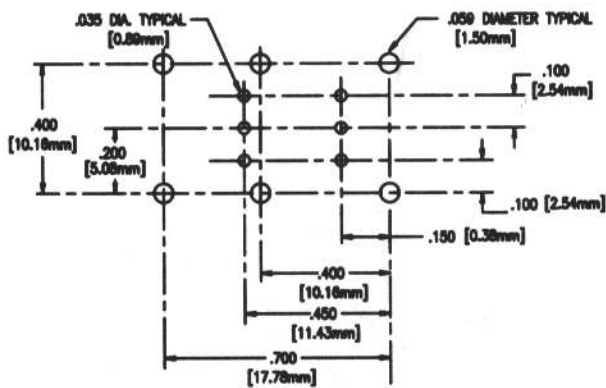 .035 DIA. TYPICAL
[0.89mm]
.059 DIAMETER TYPICAL
[1.50mm]
.100
[2.54mm]
.400
[10.16mm]
.200
[5.08mm]
.100 [2.54mm]
.150 [0.38mm]
.400
[10.16mm]
.450
[11.43mm]
.700
[17.78mm]